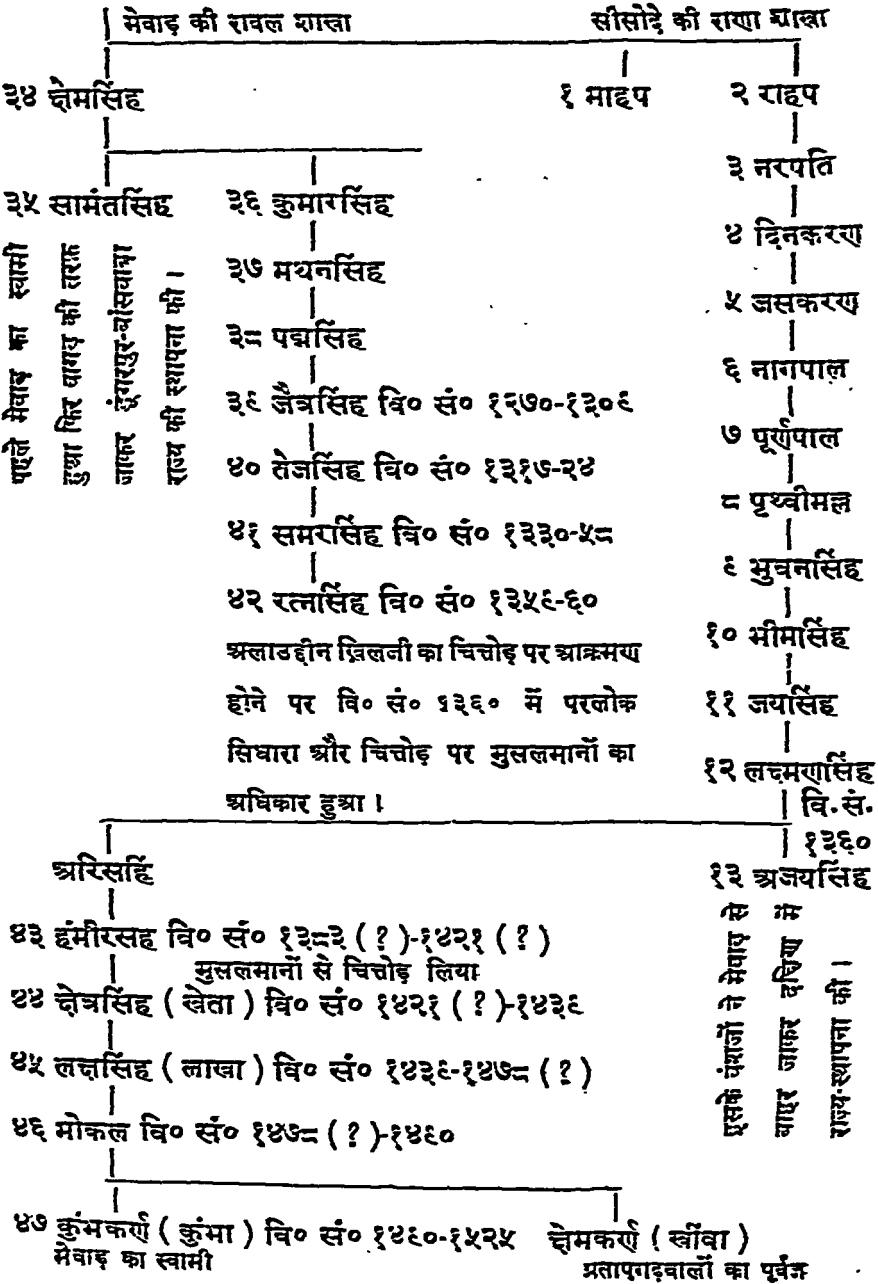 मेवाड़ की रावल शाखा
सीसोदे की राणा शाखा
३४ क्षेमसिंह
१ माहप
२ राहप
३५ सामंतसिंह
पहले मेवाड़ का स्वामी
हुआ फिर वागड़ की तरफ़
जाकर डूंगरपुर-बांसवाड़ा
राज्य की स्थापना की।
३६ कुमारसिंह
३७ मथनसिंह
३८ पद्मसिंह
३९ जैत्रसिंह वि० सं० १२७०-१३०९
४० तेजसिंह वि० सं० १३१७-२४
४१ समरसिंह वि० सं० १३३०-५८
४२ रत्नसिंह वि० सं० १३५९-६०
अलाउद्दीन ख़िलजी का चित्तोड़ पर आक्रमण
होने पर वि० सं० १३६० में परलोक
सिधारा और चित्तोड़ पर मुसलमानों का
अधिकार हुआ।
३ नरपति
४ दिनकरण
५ जसकरण
६ नागपाल
७ पूर्णपाल
८ पृथ्वीमल्ल
९ भुवनसिंह
१० भीमसिंह
११ जयसिंह
१२ लक्ष्मणसिंह
वि.सं.
१३६०
अरिसहिं
४३ हंमीरसह वि० सं० १३८३ (?)-१४२१ (?)
मुसलमानों से चित्तोड़ लिया
४४ क्षेत्रसिंह (खेता) वि० सं० १४२१ (?)-१४३९
४५ लक्षसिंह (लाखा) वि० सं० १४३९-१४७८ (?)
४६ मोकल वि० सं० १४७८ (?)-१४९०
१३ अजयसिंह
इसके वंशजों ने मेवाड़ से
बाहर जाकर दक्षिण में
राज्य-स्थापना की।
४७ कुंभकर्ण (कुंभा) वि० सं० १४९०-१५२५
मेवाड़ का स्वामी
क्षेमकर्ण (खींवा)
प्रतापगढ़वालों का पूर्वज